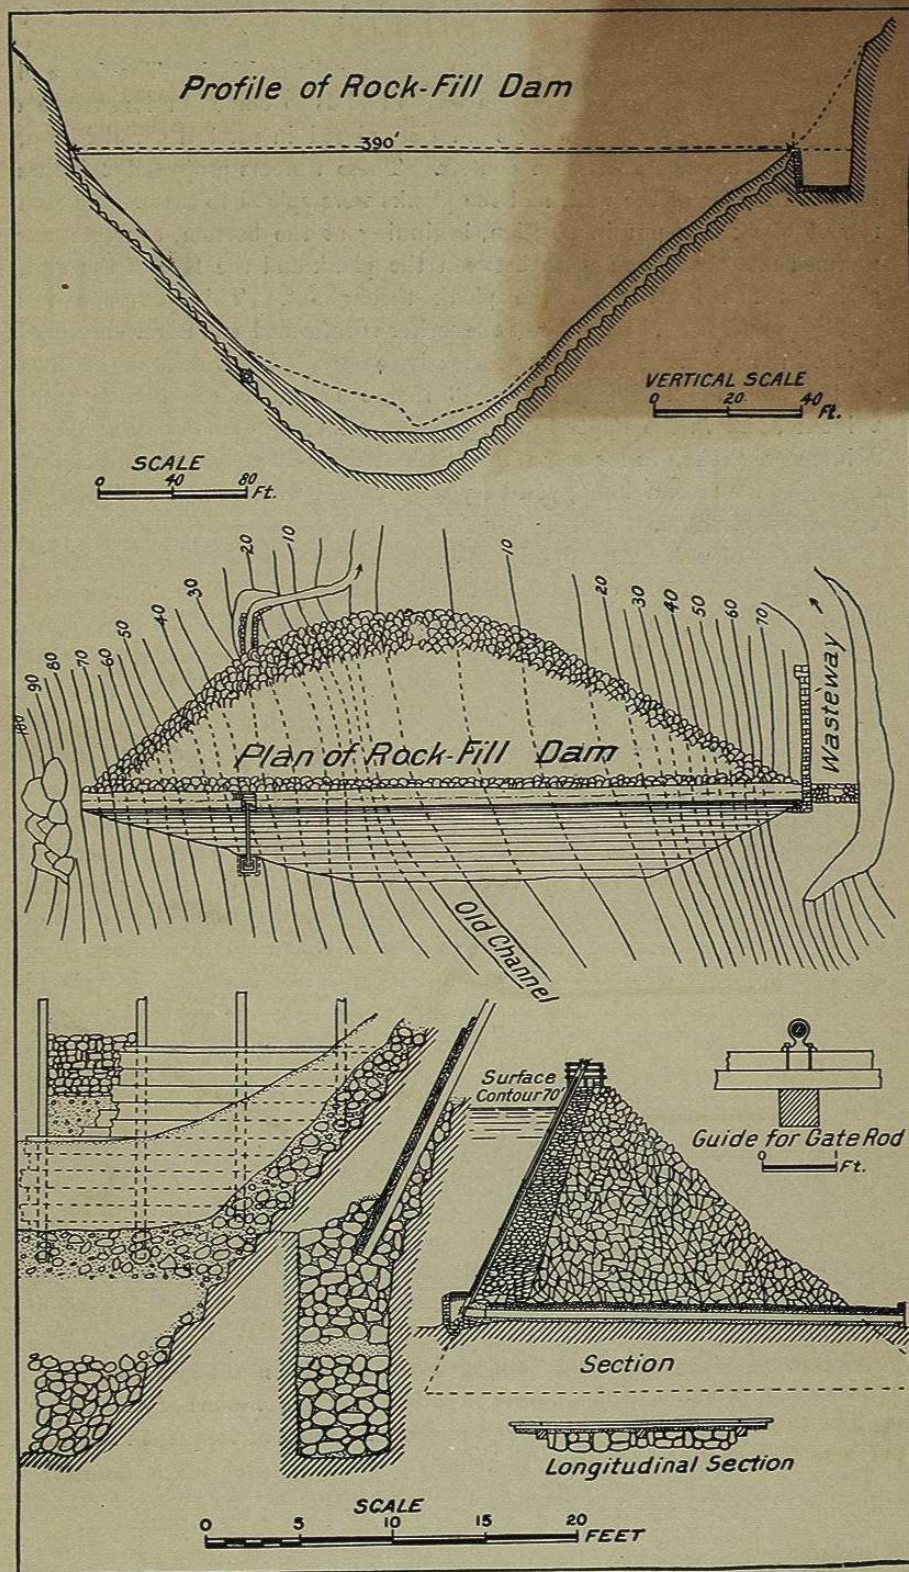 Profile of Rock-Fill Dam
390'
VERTICAL SCALE
0 20 40 Ft.
SCALE
0 40 80 Ft.
20 10 10
30 20
40 30
50 40
60 50
70 60
80 70
90
Wasteway
Plan of Rock-Fill Dam
Old Channel
Surface
Contour 70'
Guide for Gate Rod
0 1 Ft.
Section
Longitudinal Section
SCALE
0 5 10 15 20
FEET